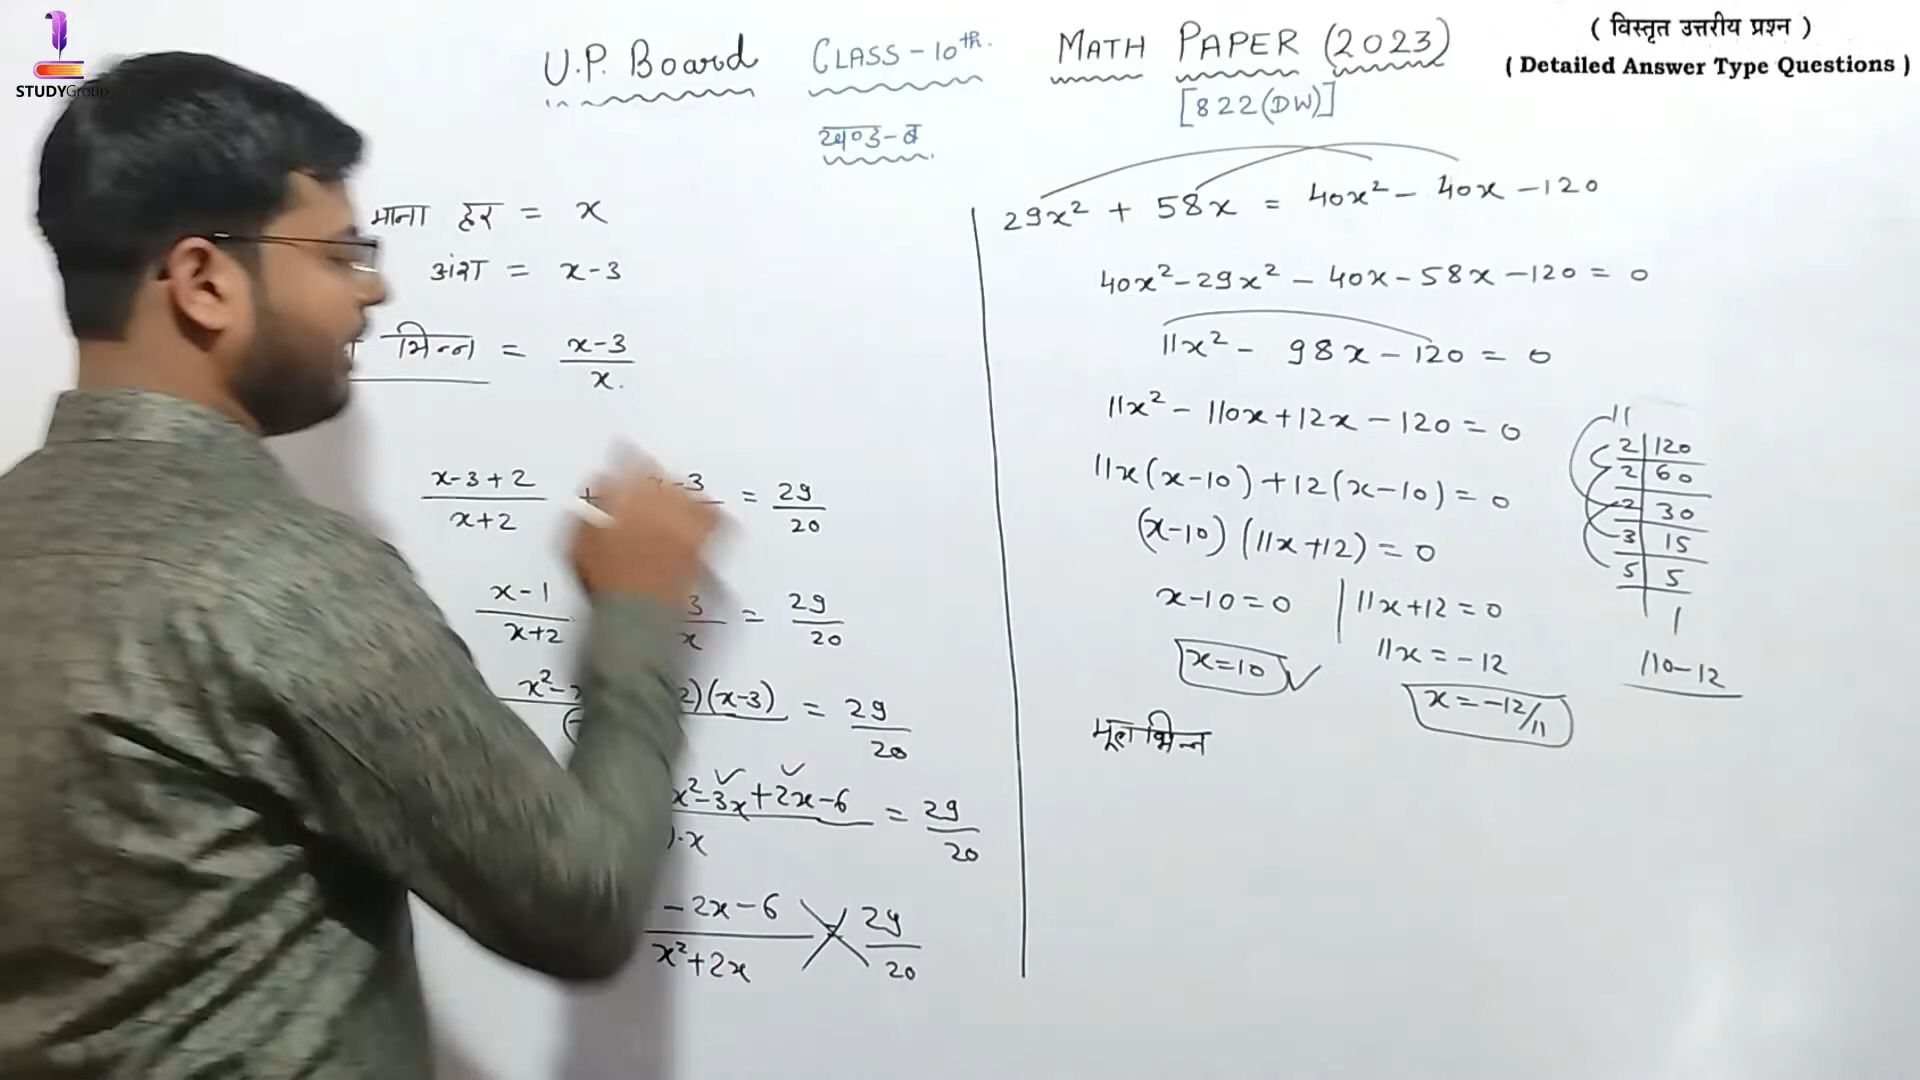 STUDYGroup
U.P. Board CLASS-10th. MATH PAPER (2023)
[822(DW)]
खण्ड-ब
( विस्तृत उत्तरीय प्रश्न )
( Detailed Answer Type Questions )
माना हर = x
अंश = x-3
भिन्न = x-3/x.
x-3+2/x+2 + x-3 = 29/20
x-1/x+2 3/x = 29/20
x²- 2)(x-3) = 29/20
x²-3x+2x-6/)·x = 29/20
-2x-6/x²+2x = 29/20
29x² + 58x = 40x² - 40x - 120
40x²-29x² - 40x-58x-120 = 0
11x² - 98x-120 = 0
11x² - 110x+12x-120 = 0
11x(x-10)+12(x-10) = 0
(x-10) (11x+12) = 0
x-10=0 | 11x+12=0
x=10 ✓ 11x = -12
x = -12/11
मूल भिन्न
11
2|120
2|60
2|30
3|15
5|5
|1
110-12